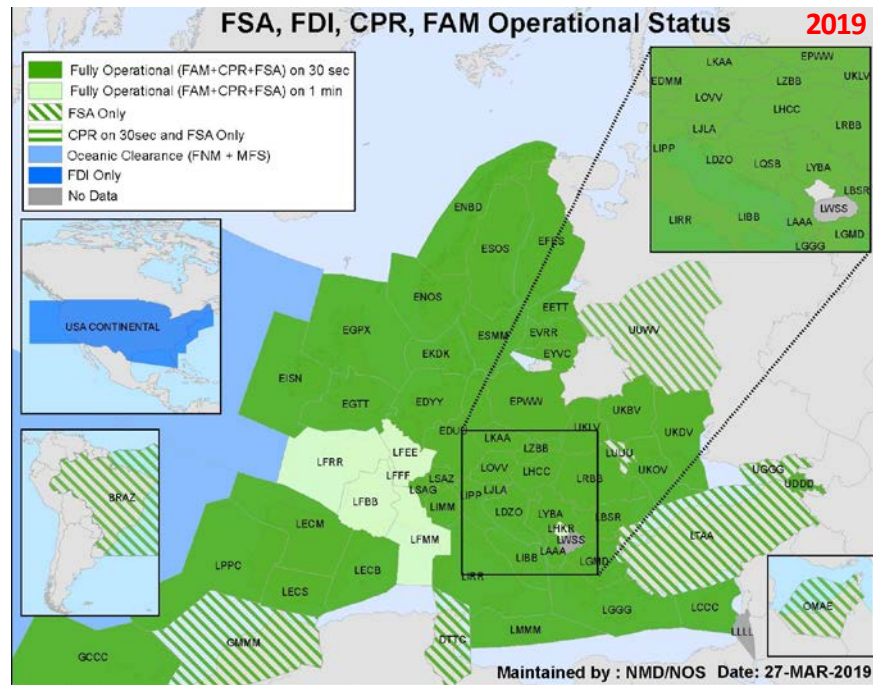 FSA, FDI, CPR, FAM Operational Status
2019
Fully Operational (FAM+CPR+FSA) on 30 sec
Fully Operational (FAM+CPR+FSA) on 1 min
FSA Only
CPR on 30sec and FSA Only
Oceanic Clearance (FNM + MFS)
FDI Only
No Data
LKAA
EPWW
EDMM
LZBB
UKLV
LOVV
LHCC
LJLA
LRBB
LIPP
LDZO
LQSB
LYBA
LBSR
LWSS
LIRR
LIBB
LAAA
LGMD
LGGG
USA CONTINENTAL
BRAZ
ENBD
ESOS
EFES
ENOS
EETT
EGPX
ESMM
EVRR
UUWV
EKDK
EYVC
EISN
EGTT
EDYY
EPWW
UKBV
EDUU
UKLV
UKDV
LKAA
LFRR
LFEE
LZBB
LUUU
LFFF
LSAZ
LOVV
LHCC
UKOV
UGGG
LSAG
LIPP
LJLA
LRBB
UDDD
LFBB
LIMM
LDZO
LYBA
LBSR
LECM
LHKR
LTAA
LFMM
LWSS
LPPC
LIBB
LAAA
LGMD
LECB
LIRR
LECS
OMAE
LGGG
LCCC
GMMM
DTTC
LMMM
LLLL
GCCC
Maintained by : NMD/NOS Date: 27-MAR-2019